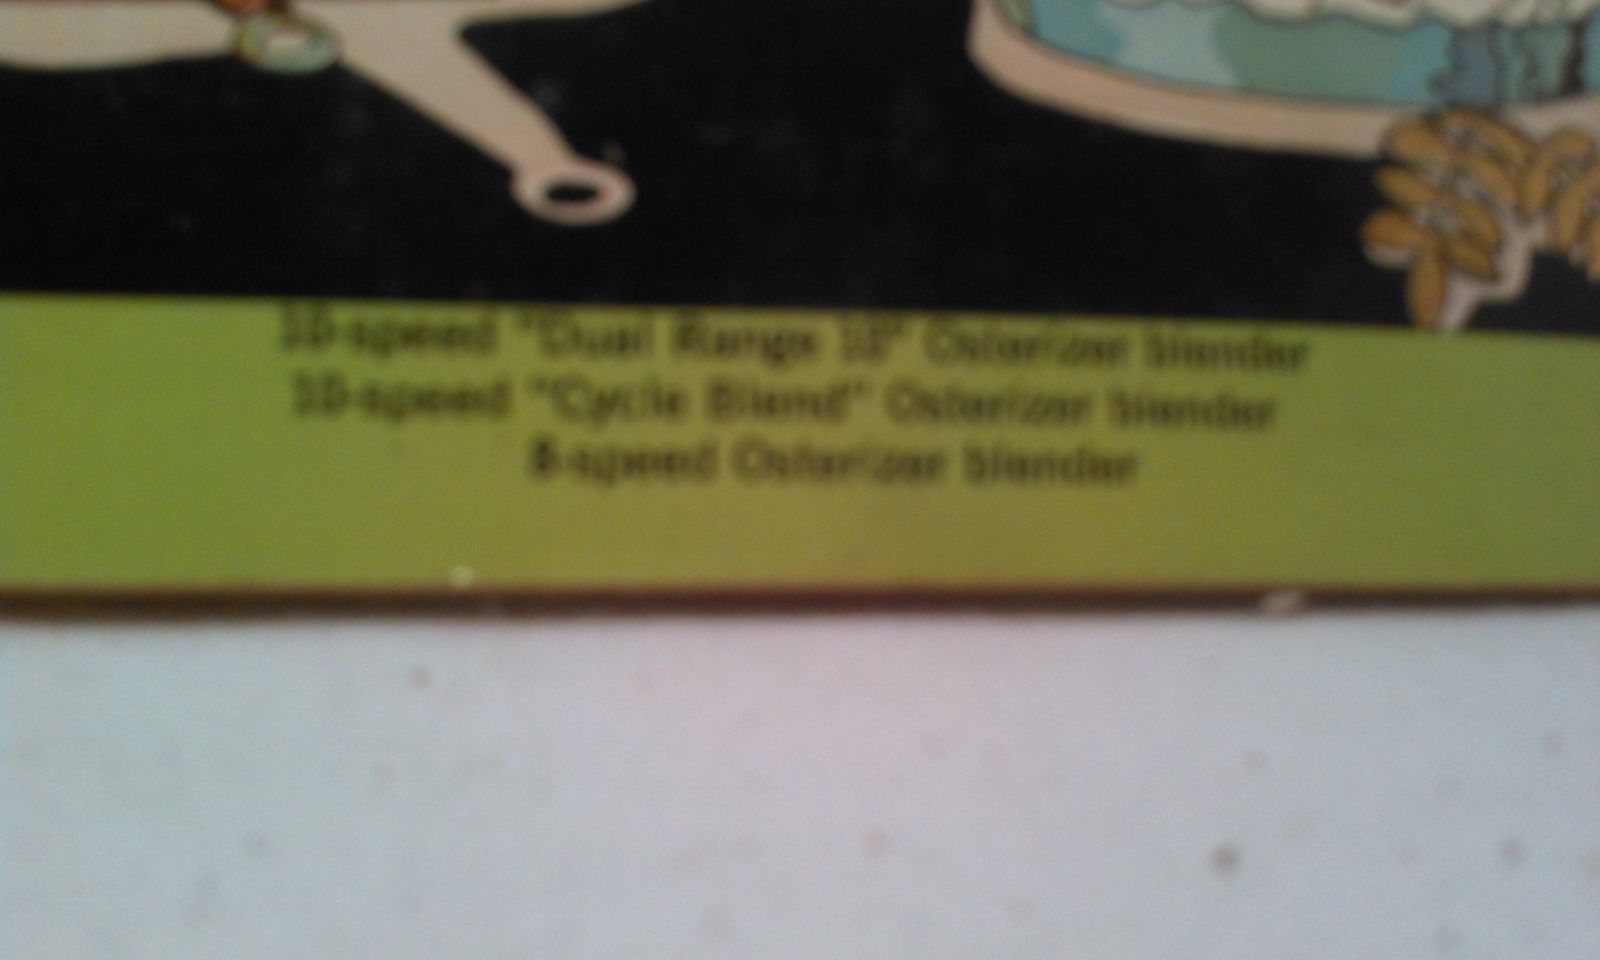 10-speed "Dual Range 10" Osterizer blender
10-speed "Cycle Blend" Osterizer blender
8-speed Osterizer blender